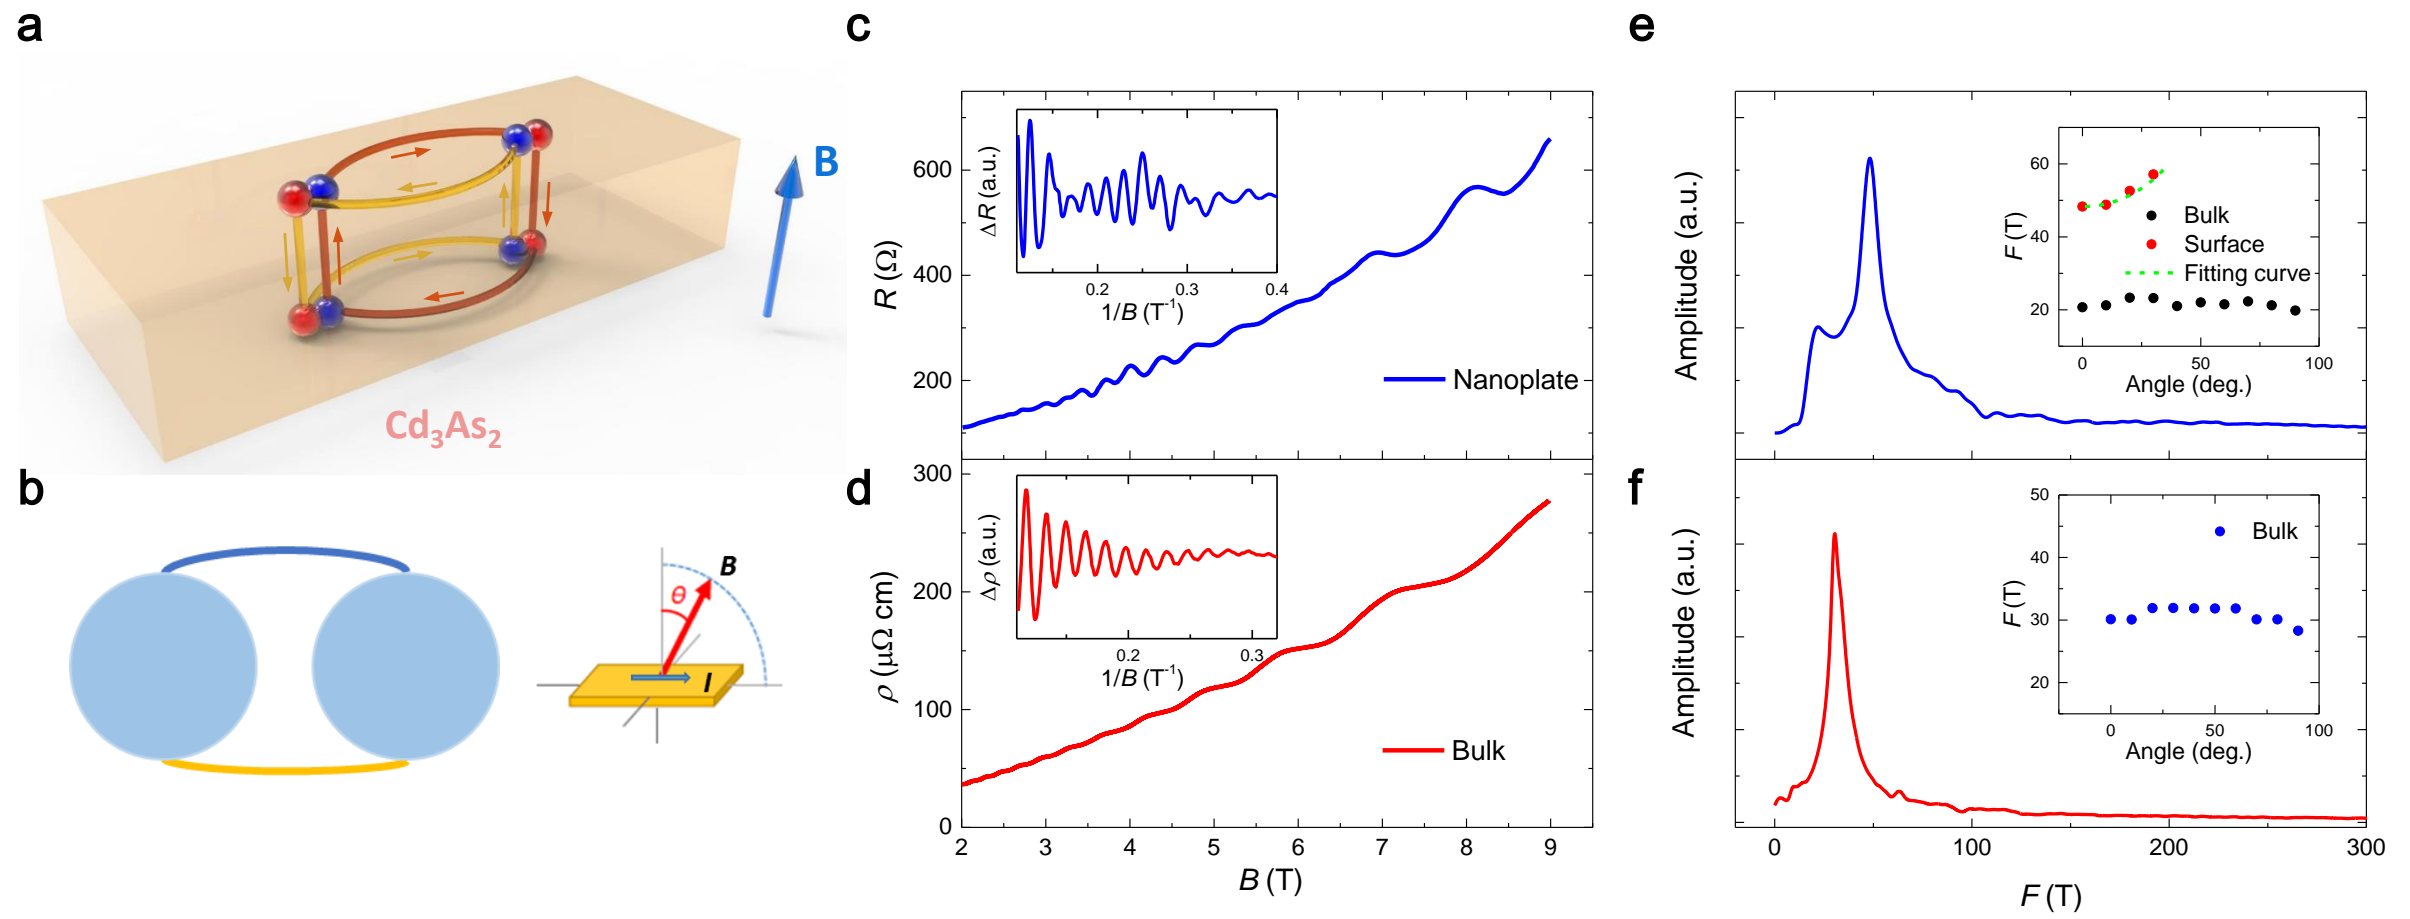 a
B
Cd₃As₂
b
θ
B
I
c
R (Ω)
600
400
200
ΔR (a.u.)
0.2 0.3 0.4
1/B (T⁻¹)
Nanoplate
d
ρ (μΩ cm)
300
200
100
0
Δρ (a.u.)
0.2 0.3
1/B (T⁻¹)
Bulk
2 3 4 5 6 7 8 9
B (T)
e
Amplitude (a.u.)
F (T)
60
40
20
Bulk
Surface
Fitting curve
0 50 100
Angle (deg.)
f
Amplitude (a.u.)
F (T)
50
40
30
20
Bulk
0 50 100
Angle (deg.)
0 100 200 300
F (T)